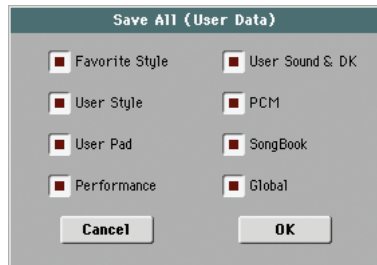 Save All (User Data)
Favorite Style
User Sound & DK
User Style
PCM
User Pad
SongBook
Performance
Global
Cancel
OK